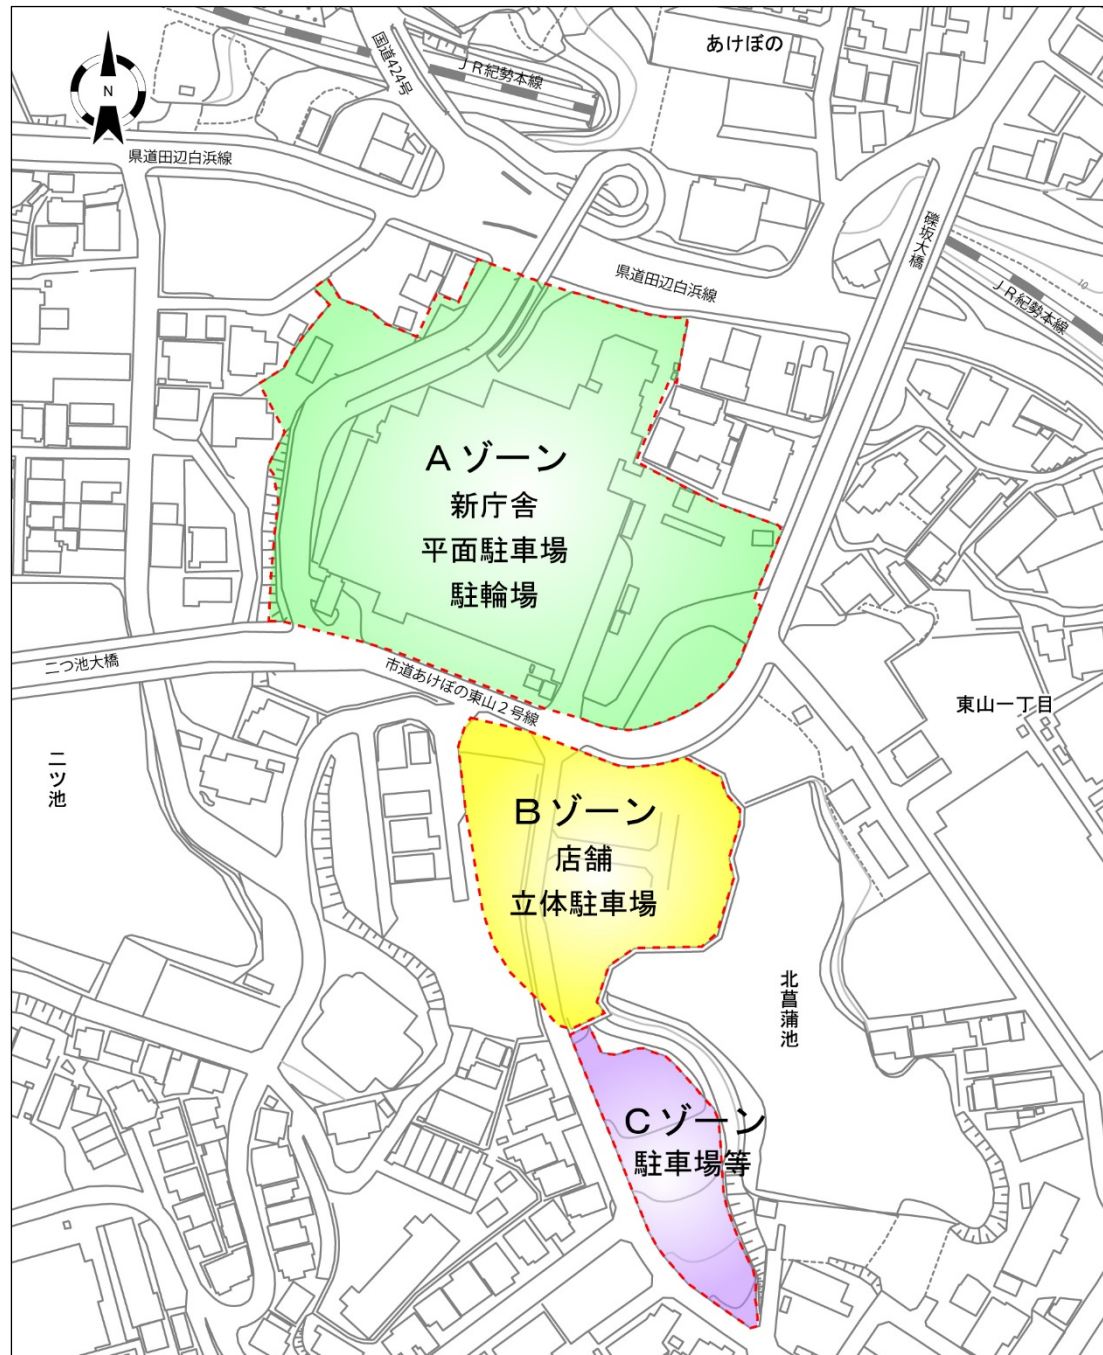 あけぼの
国道424号
JR紀勢本線
N
県道田辺白浜線
礫坂大橋
県道田辺白浜線
JR紀勢本線
10
Aゾーン
新庁舎
平面駐車場
駐輪場
二つ池大橋
市道あけぼの東山2号線
東山一丁目
二ツ池
Bゾーン
店舗
立体駐車場
北菖蒲池
Cゾーン
駐車場等